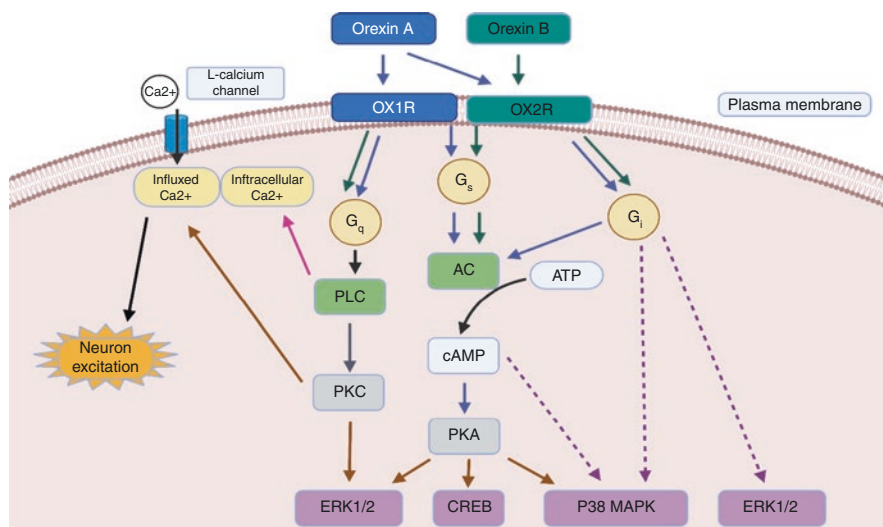 Orexin A
Orexin B
L-calcium
channel
Ca2+
OX1R
OX2R
Plasma membrane
Influxed
Ca2+
Inftracellular
Ca2+
Gq
Gs
Gi
PLC
AC
ATP
Neuron
excitation
cAMP
PKC
PKA
ERK1/2
CREB
P38 MAPK
ERK1/2